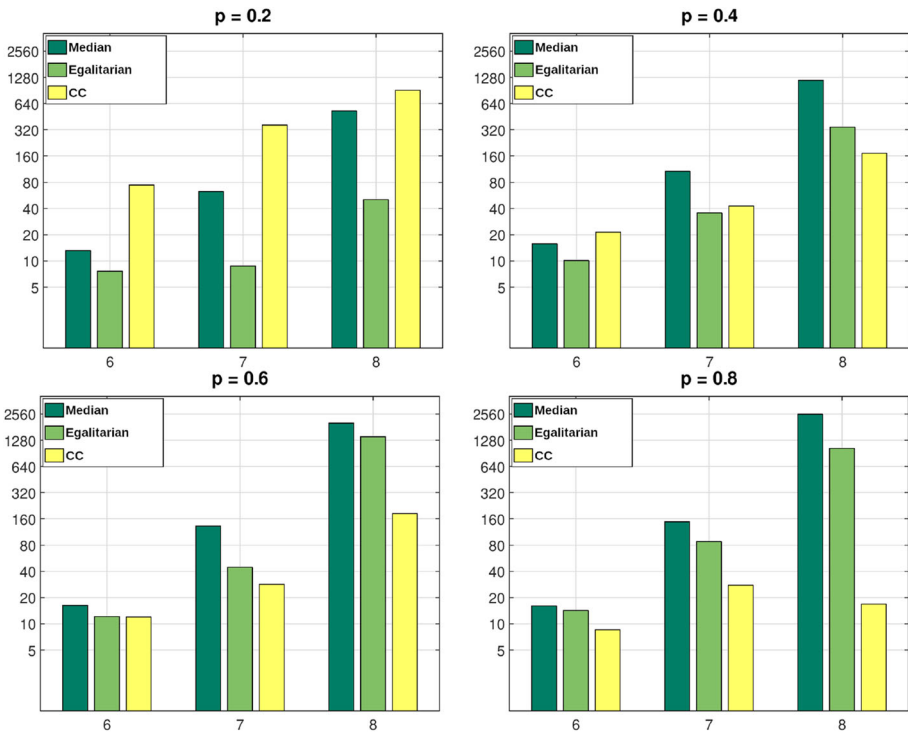 p = 0.2
2560
1280
640
320
160
80
40
20
10
5
Median
Egalitarian
CC
6 7 8
p = 0.4
2560
1280
640
320
160
80
40
20
10
5
Median
Egalitarian
CC
6 7 8
p = 0.6
2560
1280
640
320
160
80
40
20
10
5
Median
Egalitarian
CC
6 7 8
p = 0.8
2560
1280
640
320
160
80
40
20
10
5
Median
Egalitarian
CC
6 7 8